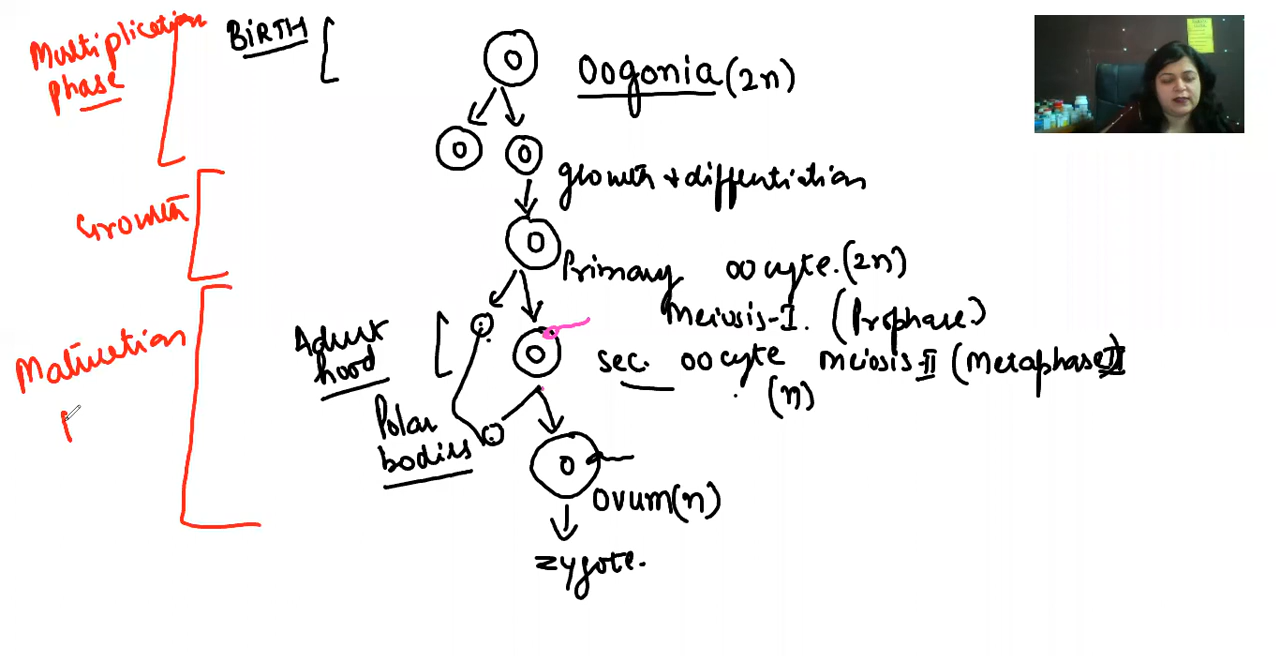 Multiplication
phase
BiRTH
Oogonia (2n)
growth + differntiation
Growth
Primary oocyte. (2n)
Meiosis-I. (Prophase)
Maturation
P
Adult
hood
sec. oocyte meiosis II (Metaphase II)
(n)
Polar
bodies
Ovum (n)
zygote.